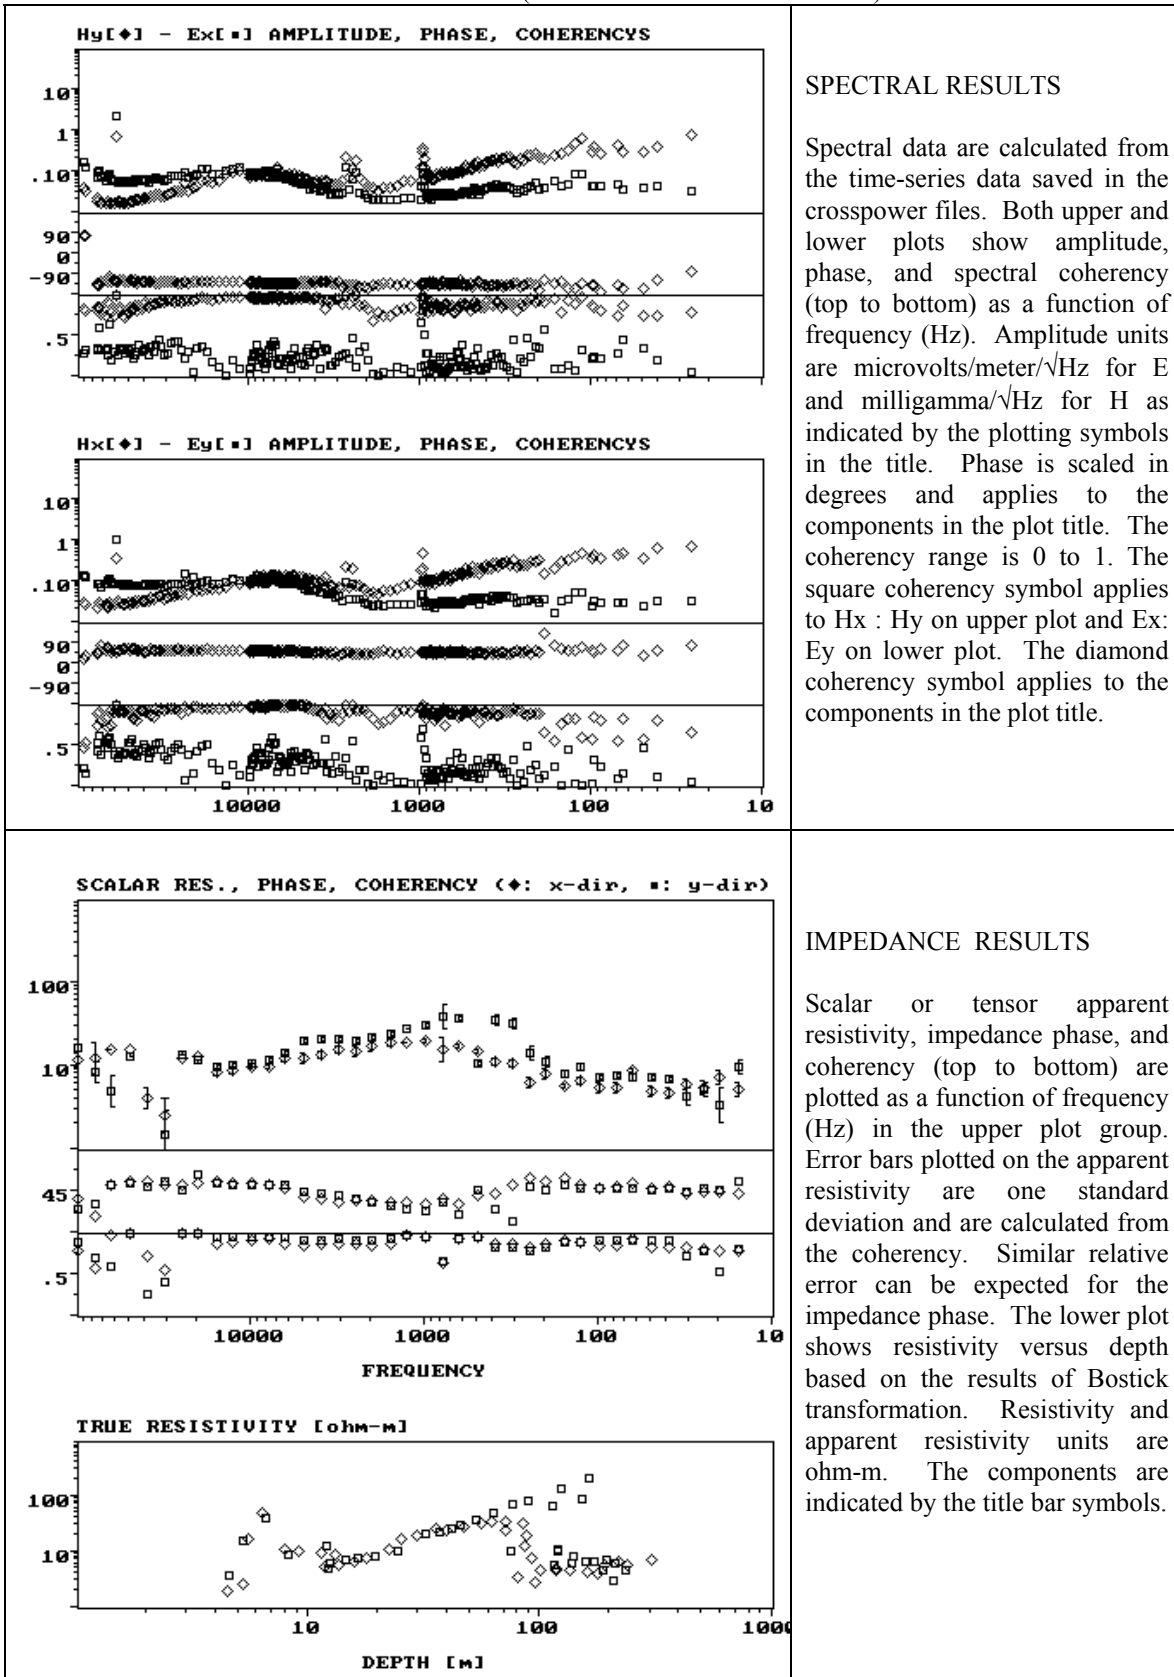 Hy[◆] - Ex[▪] AMPLITUDE, PHASE, COHERENCYS
10
1
.10
90
0
-90
.5
Hx[◆] - Ey[▪] AMPLITUDE, PHASE, COHERENCYS
10
1
.10
90
0
-90
.5
10000 1000 100 10
SPECTRAL RESULTS
Spectral data are calculated from
the time-series data saved in the
crosspower files. Both upper and
lower plots show amplitude,
phase, and spectral coherency
(top to bottom) as a function of
frequency (Hz). Amplitude units
are microvolts/meter/√Hz for E
and milligamma/√Hz for H as
indicated by the plotting symbols
in the title. Phase is scaled in
degrees and applies to the
components in the plot title. The
coherency range is 0 to 1. The
square coherency symbol applies
to Hx : Hy on upper plot and Ex:
Ey on lower plot. The diamond
coherency symbol applies to the
components in the plot title.
SCALAR RES., PHASE, COHERENCY (◆: x-dir, ▪: y-dir)
100
10
45
.5
10000 1000 100 10
FREQUENCY
TRUE RESISTIVITY [ohm-m]
100
10
10 100 1000
DEPTH [m]
IMPEDANCE RESULTS
Scalar or tensor apparent
resistivity, impedance phase, and
coherency (top to bottom) are
plotted as a function of frequency
(Hz) in the upper plot group.
Error bars plotted on the apparent
resistivity are one standard
deviation and are calculated from
the coherency. Similar relative
error can be expected for the
impedance phase. The lower plot
shows resistivity versus depth
based on the results of Bostick
transformation. Resistivity and
apparent resistivity units are
ohm-m. The components are
indicated by the title bar symbols.